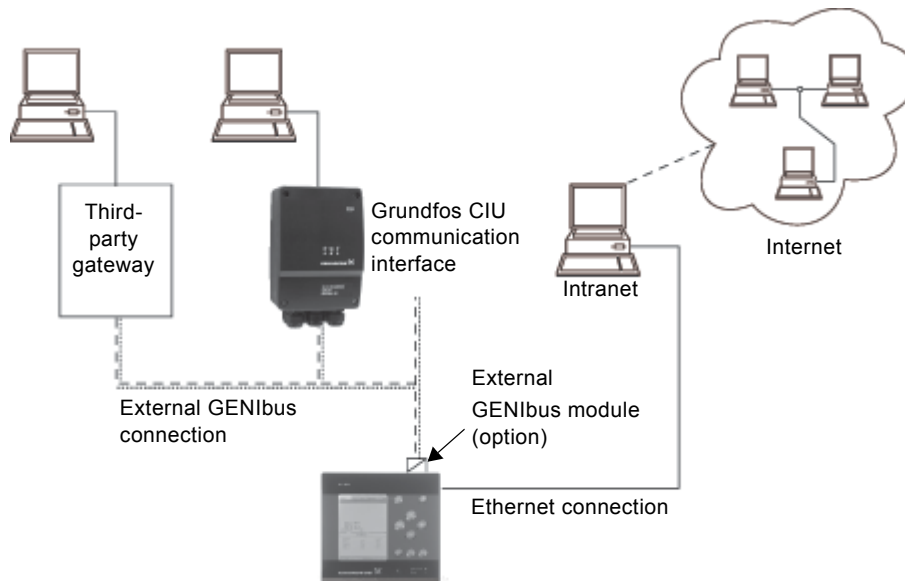 Third-
party
gateway
Grundfos CIU
communication
interface
Internet
Intranet
External
GENIbus module
(option)
External GENIbus
connection
Ethernet connection